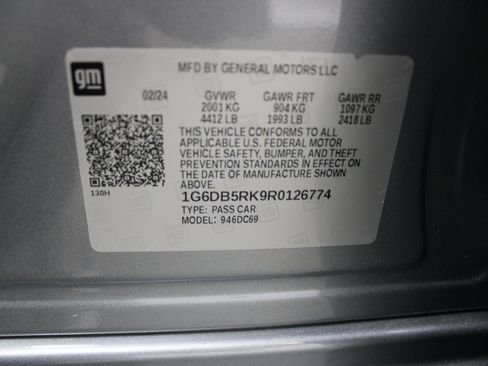 gm
MFD BY GENERAL MOTORS LLC
02/24 GVWR GAWR FRT GAWR RR
2001 KG 904 KG 1097 KG
4412 LB 1993 LB 2418 LB
THIS VEHICLE CONFORMS TO ALL
APPLICABLE U.S. FEDERAL MOTOR
VEHICLE SAFETY, BUMPER, AND THEFT
PREVENTION STANDARDS IN EFFECT ON
THE DATE OF MANUFACTURE SHOWN
ABOVE.
130H
1G6DB5RK9R0126774
TYPE: PASS CAR
MODEL: 946DC69